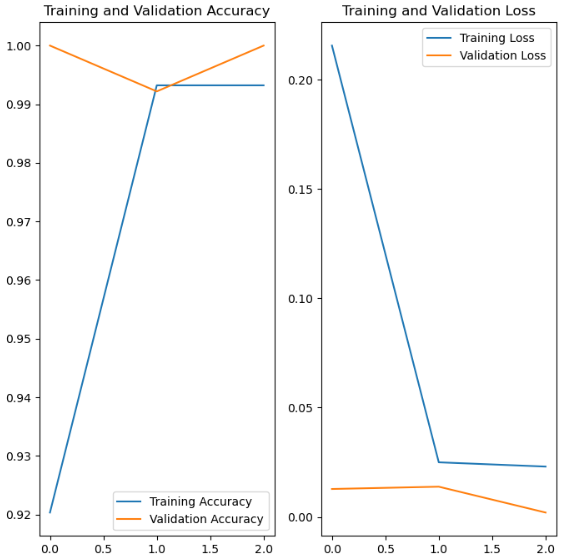 Training and Validation Accuracy
1.00
0.99
0.98
0.97
0.96
0.95
0.94
0.93
0.92
Training Accuracy
Validation Accuracy
0.0 0.5 1.0 1.5 2.0
Training and Validation Loss
Training Loss
Validation Loss
0.20
0.15
0.10
0.05
0.00
0.0 0.5 1.0 1.5 2.0